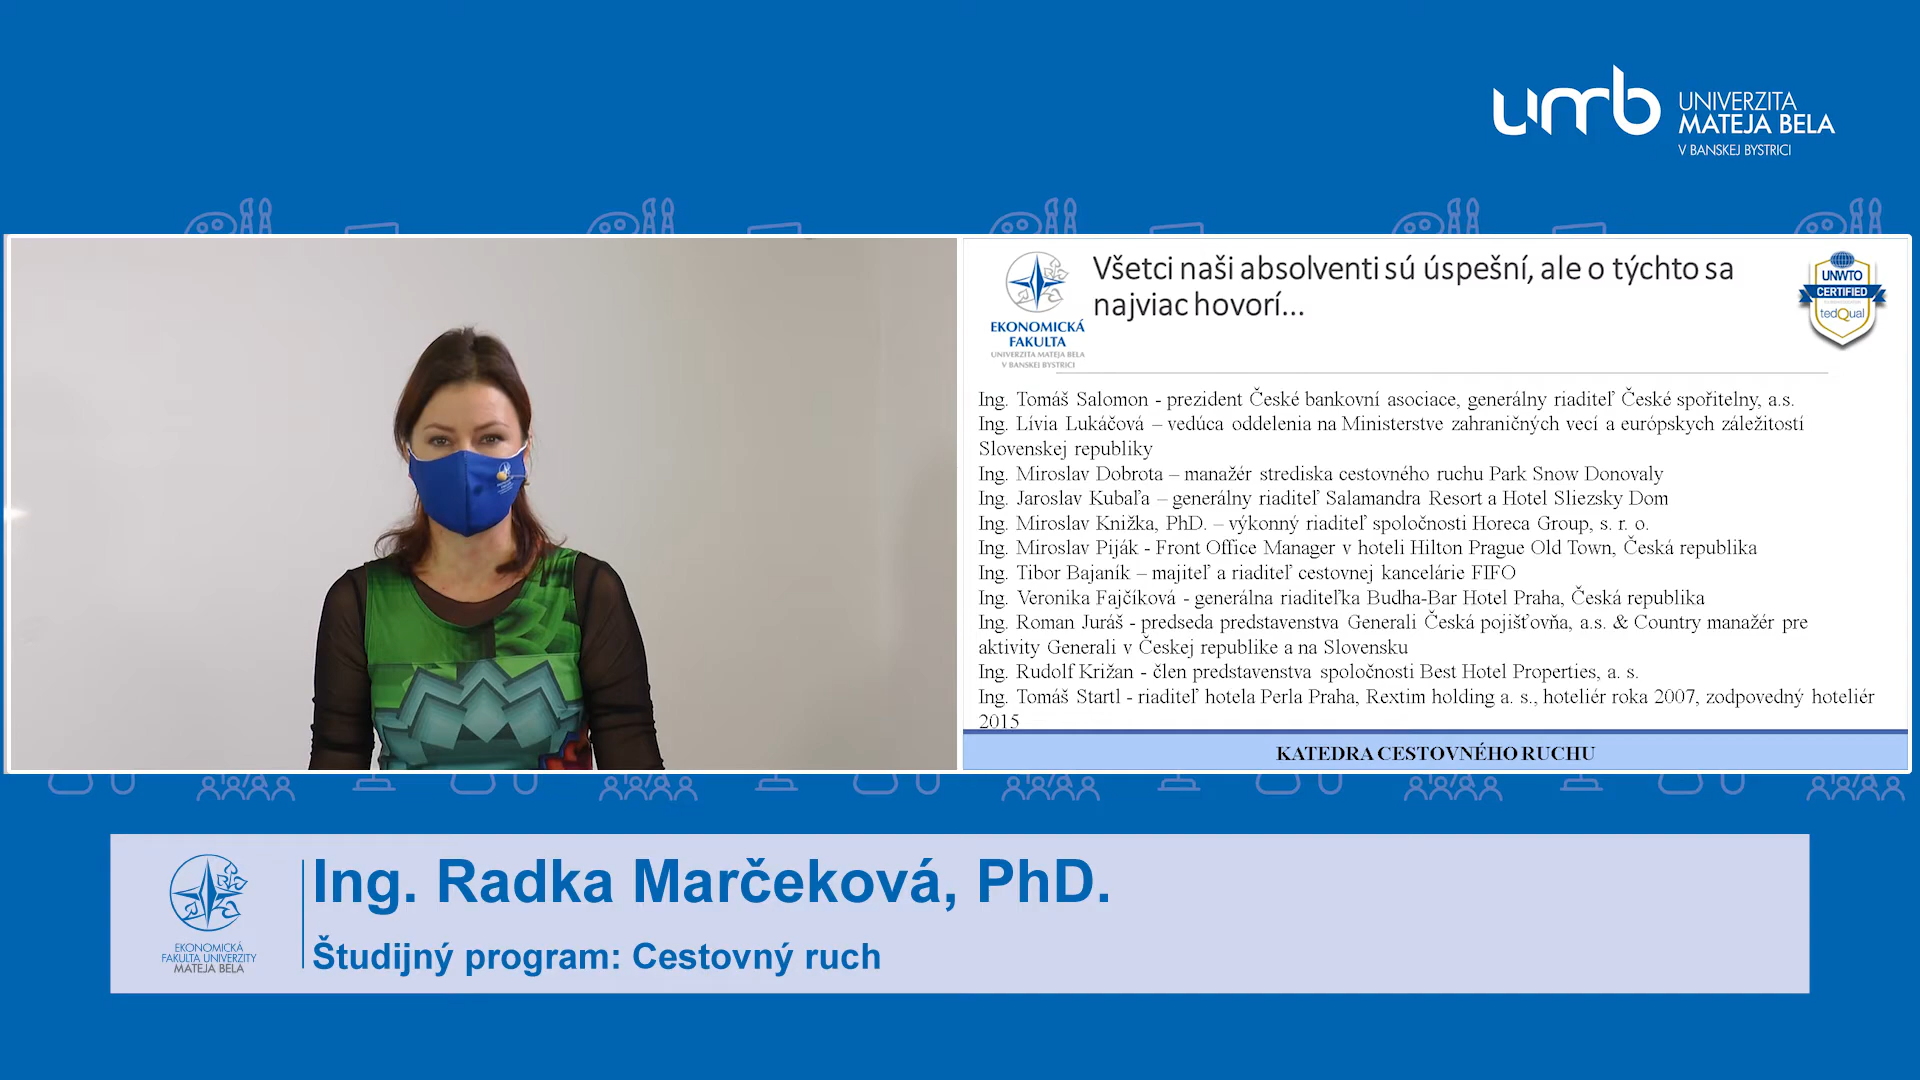 umb
UNIVERZITA
MATEJA BELA
V BANSKEJ BYSTRICI
EKONOMICKÁ
FAKULTA
UNIVERZITA MATEJA BELA
V BANSKEJ BYSTRICI
Všetci naši absolventi sú úspešní, ale o týchto sa
najviac hovorí...
UNWTO
CERTIFIED
tedQual
Ing. Tomáš Salomon - prezident České bankovní asociace, generálny riaditeľ České spořitelny, a.s.
Ing. Lívia Lukáčová – vedúca oddelenia na Ministerstve zahraničných vecí a európskych záležitostí
Slovenskej republiky
Ing. Miroslav Dobrota – manažér strediska cestovného ruchu Park Snow Donovaly
Ing. Jaroslav Kubaľa – generálny riaditeľ Salamandra Resort a Hotel Sliezsky Dom
Ing. Miroslav Knižka, PhD. – výkonný riaditeľ spoločnosti Horeca Group, s. r. o.
Ing. Miroslav Piják - Front Office Manager v hoteli Hilton Prague Old Town, Česká republika
Ing. Tibor Bajaník – majiteľ a riaditeľ cestovnej kancelárie FIFO
Ing. Veronika Fajčíková - generálna riaditeľka Budha-Bar Hotel Praha, Česká republika
Ing. Roman Juráš - predseda predstavenstva Generali Česká pojišťovňa, a.s. & Country manažér pre
aktivity Generali v Českej republike a na Slovensku
Ing. Rudolf Križan - člen predstavenstva spoločnosti Best Hotel Properties, a. s.
Ing. Tomáš Startl - riaditeľ hotela Perla Praha, Rextim holding a. s., hoteliér roka 2007, zodpovedný hoteliér
2015
KATEDRA CESTOVNÉHO RUCHU
EKONOMICKÁ
FAKULTA UNIVERZITY
MATEJA BELA
Ing. Radka Marčeková, PhD.
Študijný program: Cestovný ruch